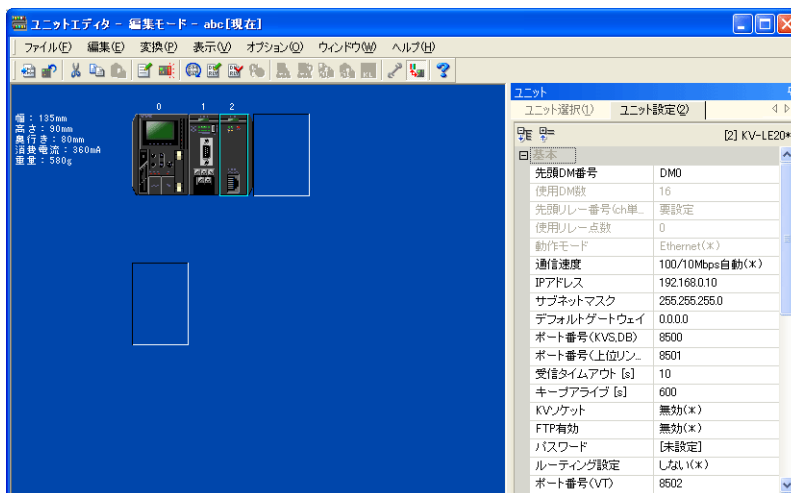 ユニットエディタ - 編集モード - abc[現在]
ファイル(F) 編集(E) 変換(P) 表示(V) オプション(O) ウィンドウ(W) ヘルプ(H)
ユニット
ユニット選択(1) ユニット設定(2)
[2] KV-LE20*
0 1 2
幅：135mm
高さ：90mm
奥行き：80mm
消費電流：360mA
重量：580g
基本
先頭DM番号 DM0
使用DM数 16
先頭リレー番号(ch単... 要設定
使用リレー点数 0
動作モード Ethernet(*)
通信速度 100/10Mbps自動(*)
IPアドレス 192.168.0.10
サブネットマスク 255.255.255.0
デフォルトゲートウェイ 0.0.0.0
ポート番号(KVS,DB) 8500
ポート番号(上位リン... 8501
受信タイムアウト [s] 10
キープアライブ [s] 600
KVソケット 無効(*)
FTP有効 無効(*)
パスワード [未設定]
ルーティング設定 しない(*)
ポート番号(VT) 8502